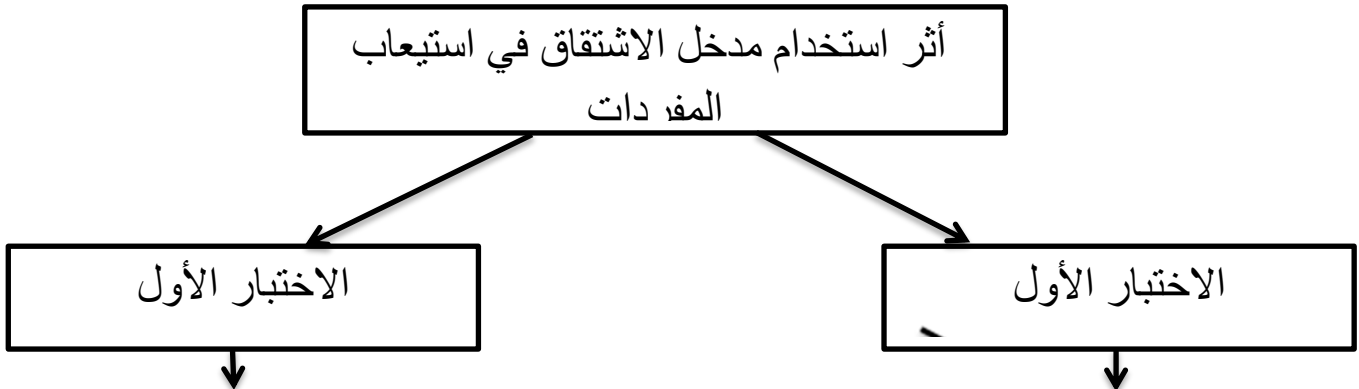 أثر استخدام مدخل الاشتقاق في استيعاب
المفردات
الاختبار الأول
الاختبار الأول